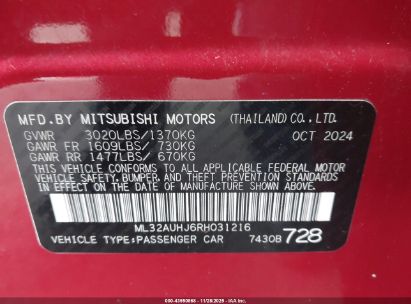 MFD.BY MITSUBISHI MOTORS (THAILAND) CO.,LTD.
GVWR 3020LBS/1370KG OCT 2024
GAWR FR 1609LBS/ 730KG
GAWR RR 1477LBS/ 670KG
THIS VEHICLE CONFORMS TO ALL APPLICABLE FEDERAL MOTOR
VEHICLE SAFETY, BUMPER, AND THEFT PREVENTION STANDARDS
IN EFFECT ON THE DATE OF MANUFACTURE SHOWN ABOVE.
ML32AUHJ6RH031216
VEHICLE TYPE:PASSENGER CAR 7430B 728